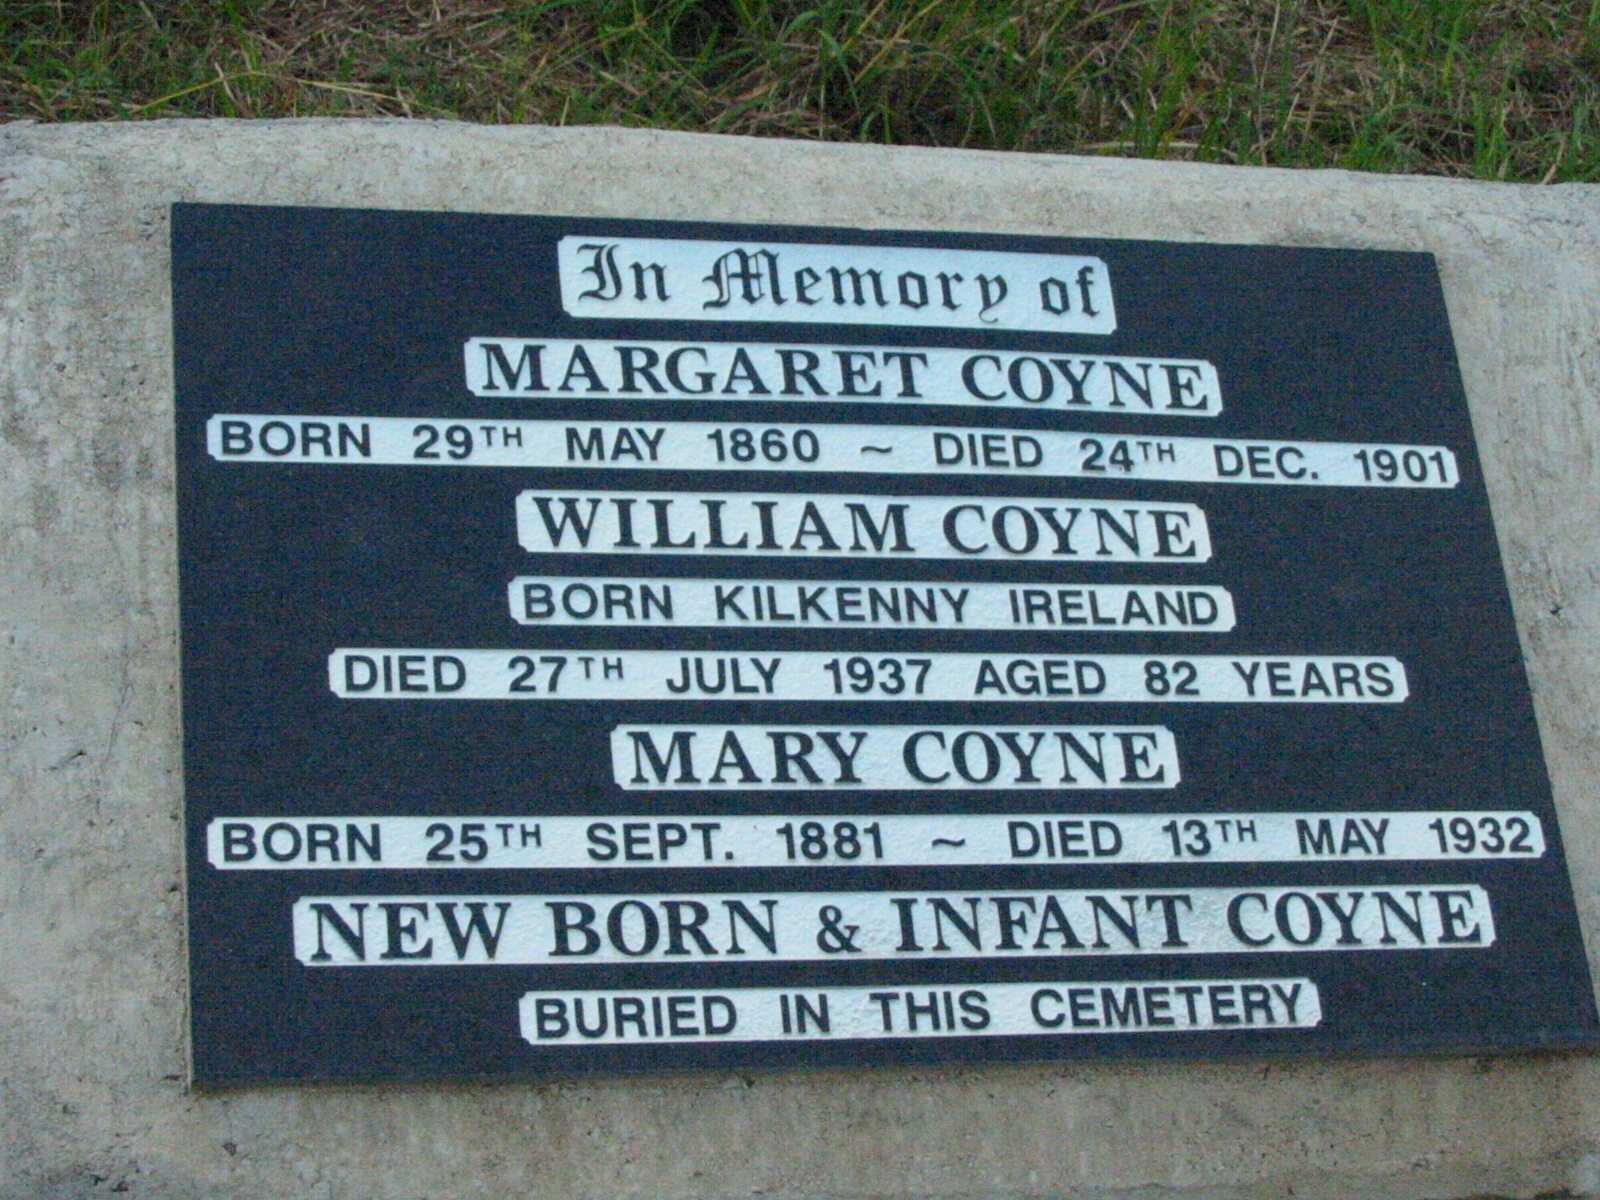 In Memory of
MARGARET COYNE
BORN 29TH MAY 1860 ~ DIED 24TH DEC. 1901
WILLIAM COYNE
BORN KILKENNY IRELAND
DIED 27TH JULY 1937 AGED 82 YEARS
MARY COYNE
BORN 25TH SEPT. 1881 ~ DIED 13TH MAY 1932
NEW BORN & INFANT COYNE
BURIED IN THIS CEMETERY